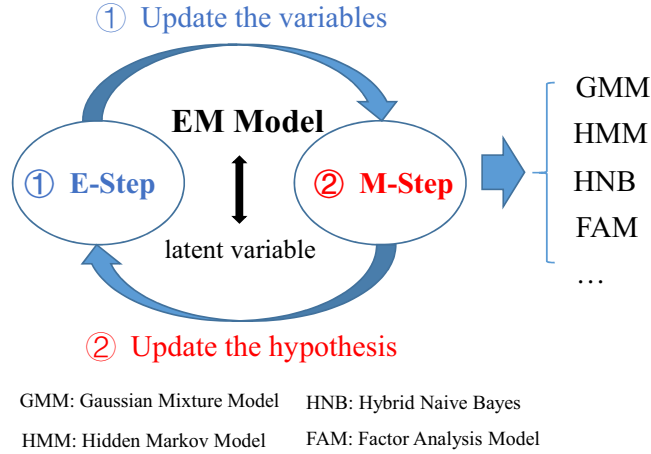 ① Update the variables
EM Model
① E-Step
② M-Step
latent variable
② Update the hypothesis
GMM
HMM
HNB
FAM
…
GMM: Gaussian Mixture Model
HNB: Hybrid Naive Bayes
HMM: Hidden Markov Model
FAM: Factor Analysis Model